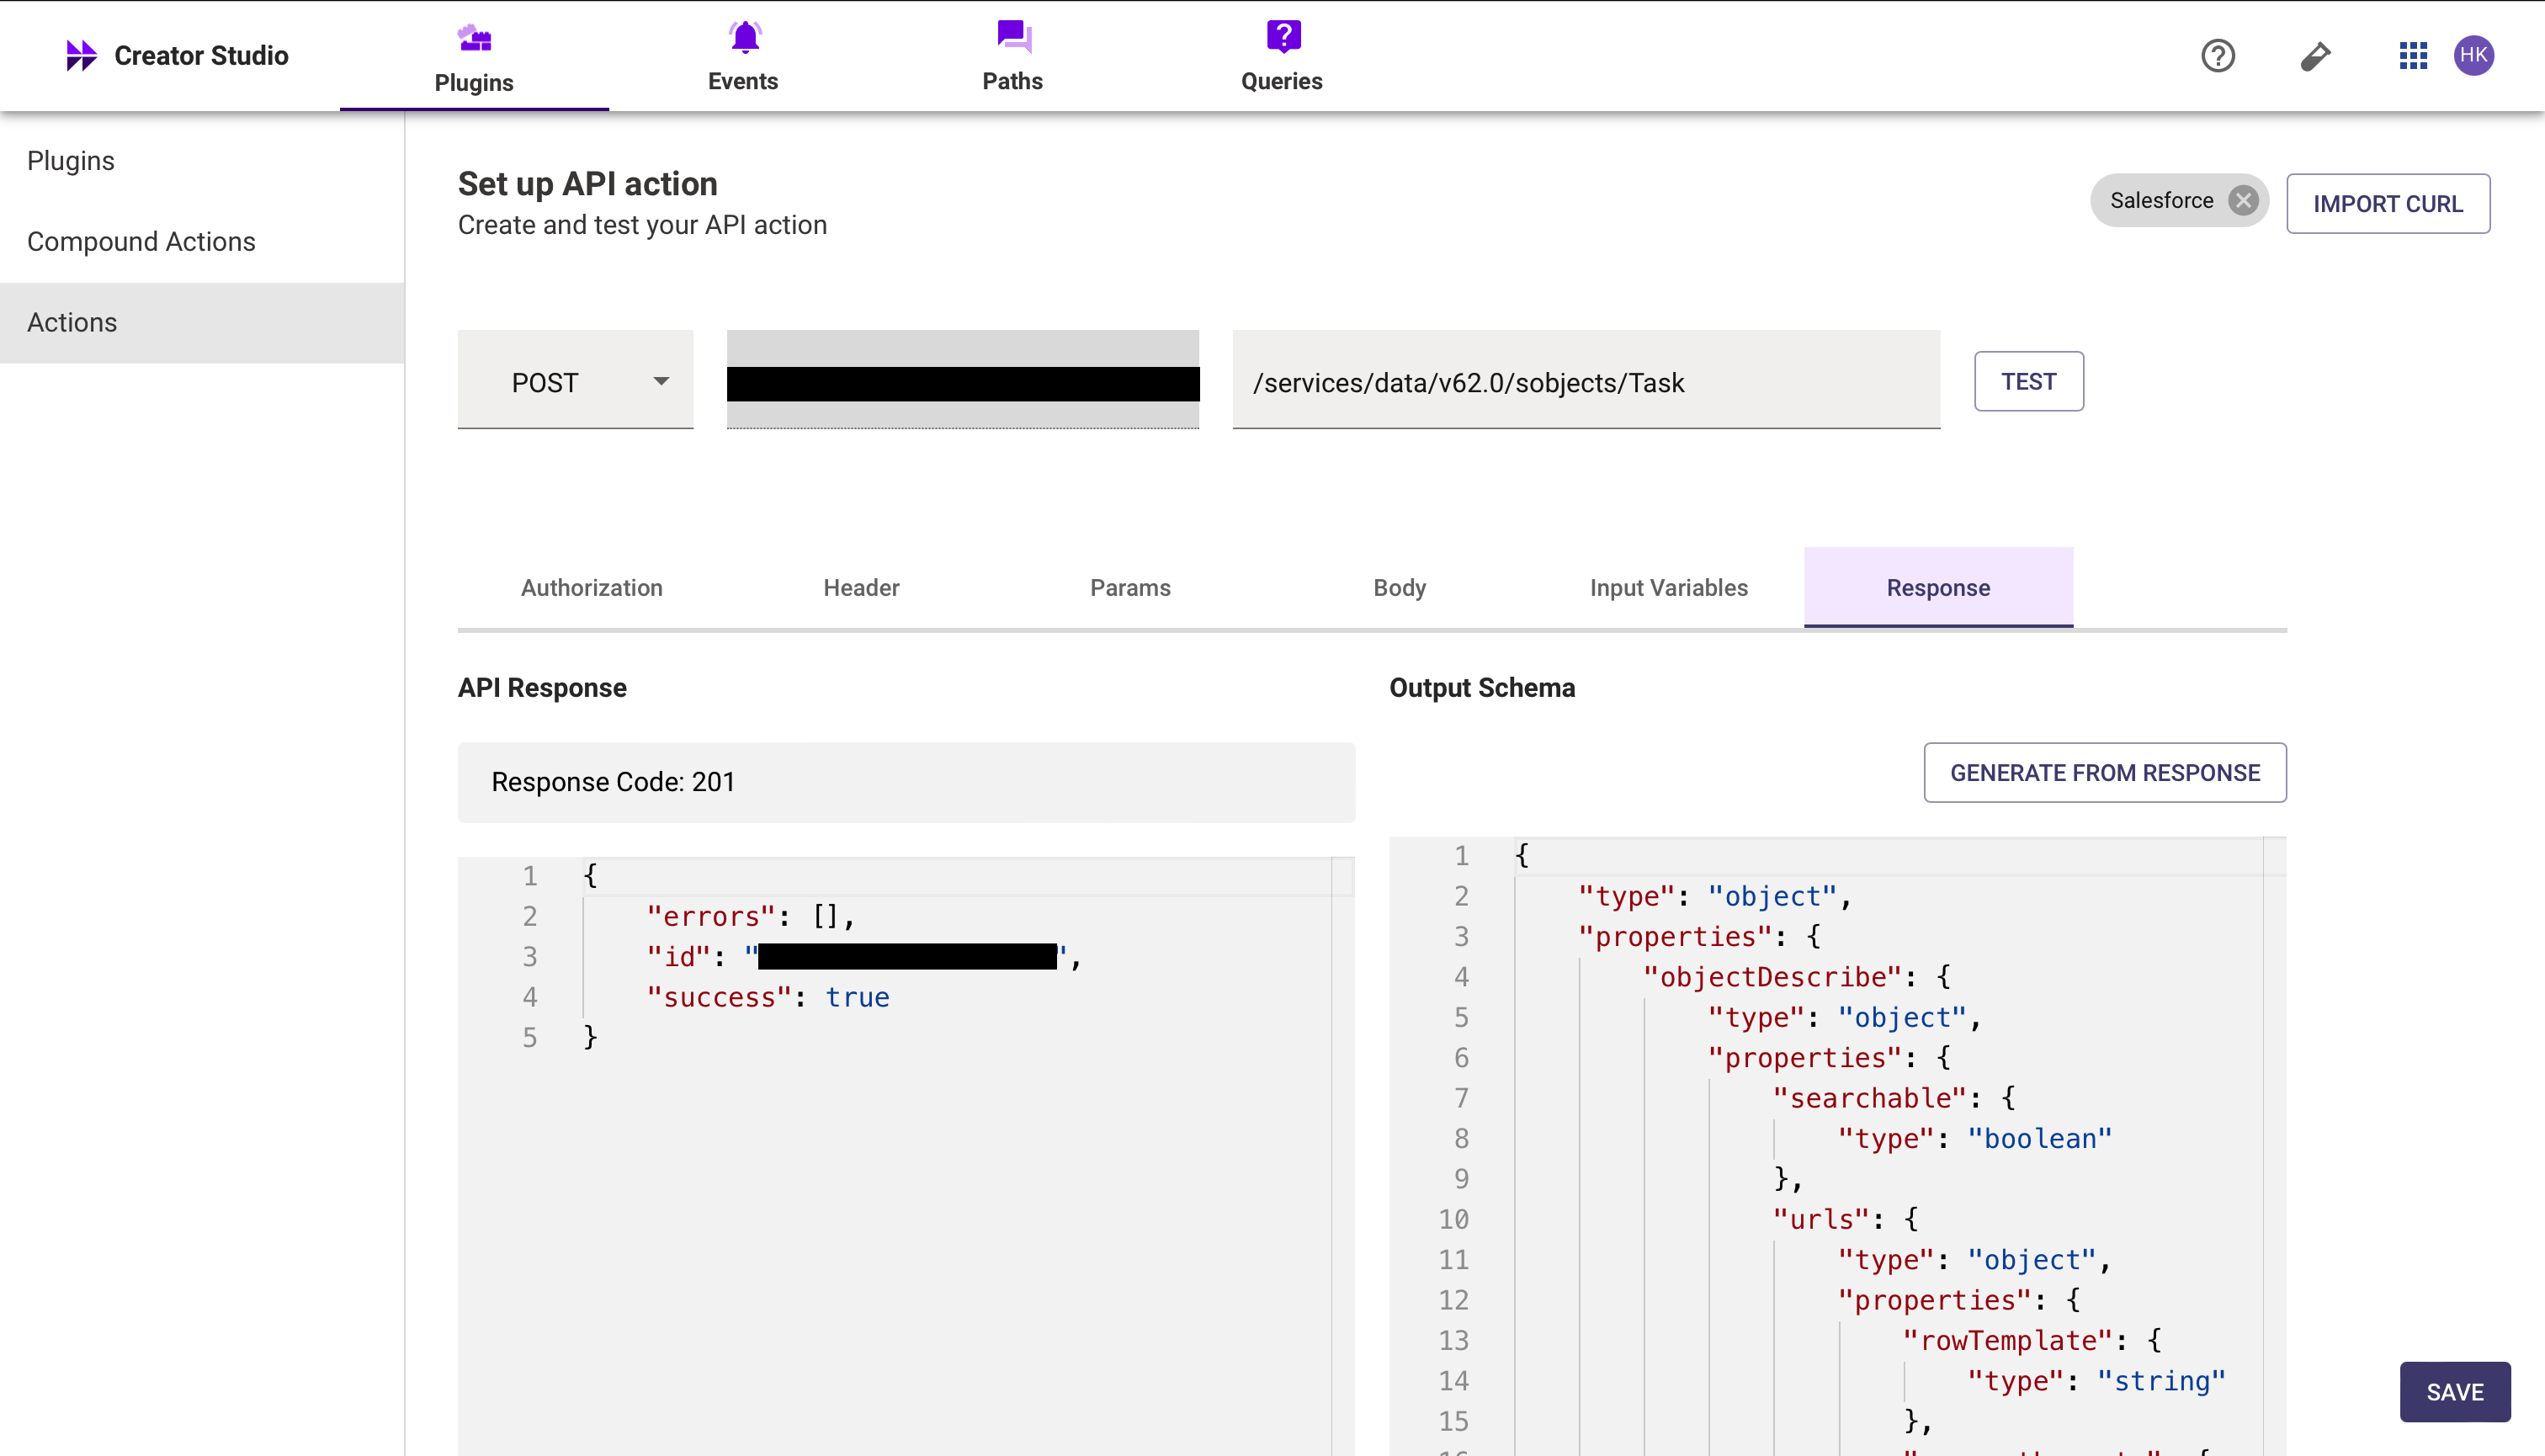 Creator Studio
Plugins
Events
Paths
Queries
HK
Plugins
Compound Actions
Actions
Set up API action
Create and test your API action
Salesforce
IMPORT CURL
POST
/services/data/v62.0/sobjects/Task
TEST
Authorization
Header
Params
Body
Input Variables
Response
API Response
Response Code: 201
1 {
2 "errors": [],
3 "id": " ",
4 "success": true
5 }
Output Schema
GENERATE FROM RESPONSE
1 {
2 "type": "object",
3 "properties": {
4 "objectDescribe": {
5 "type": "object",
6 "properties": {
7 "searchable": {
8 "type": "boolean"
9 },
10 "urls": {
11 "type": "object",
12 "properties": {
13 "rowTemplate": {
14 "type": "string"
15 },
SAVE